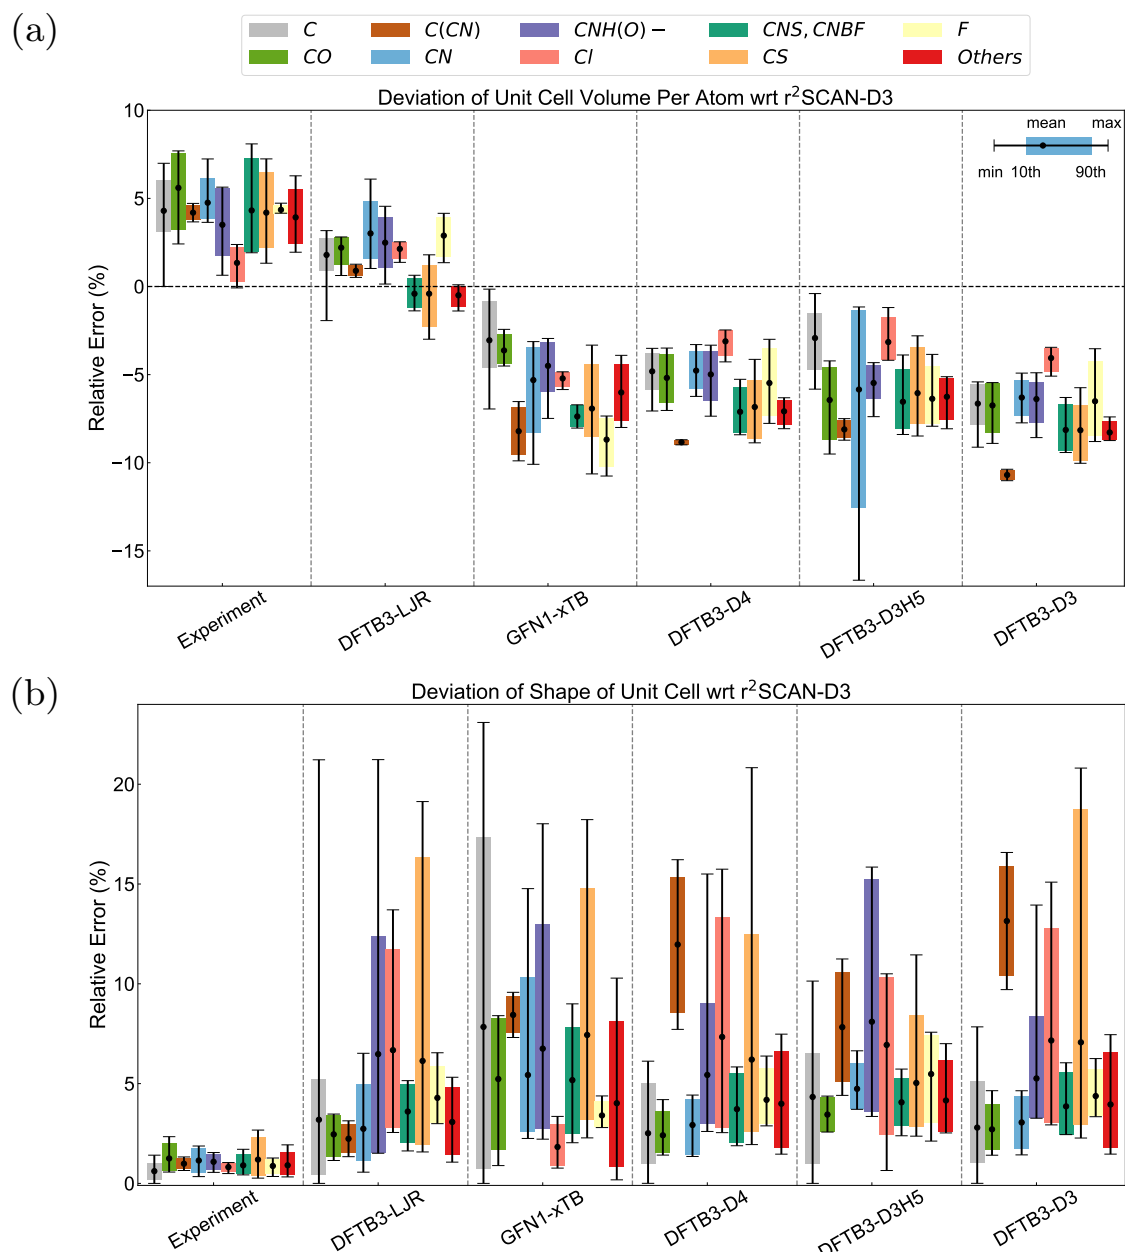 (a)
C C(CN) CNH(O)− CNS, CNBF F
CO CN Cl CS Others
Deviation of Unit Cell Volume Per Atom wrt r²SCAN-D3
mean max
min 10th 90th
10
5
0
−5
−10
−15
Relative Error (%)
Experiment DFTB3-LJR GFN1-xTB DFTB3-D4 DFTB3-D3H5 DFTB3-D3
(b)
Deviation of Shape of Unit Cell wrt r²SCAN-D3
20
15
10
5
0
Relative Error (%)
Experiment DFTB3-LJR GFN1-xTB DFTB3-D4 DFTB3-D3H5 DFTB3-D3